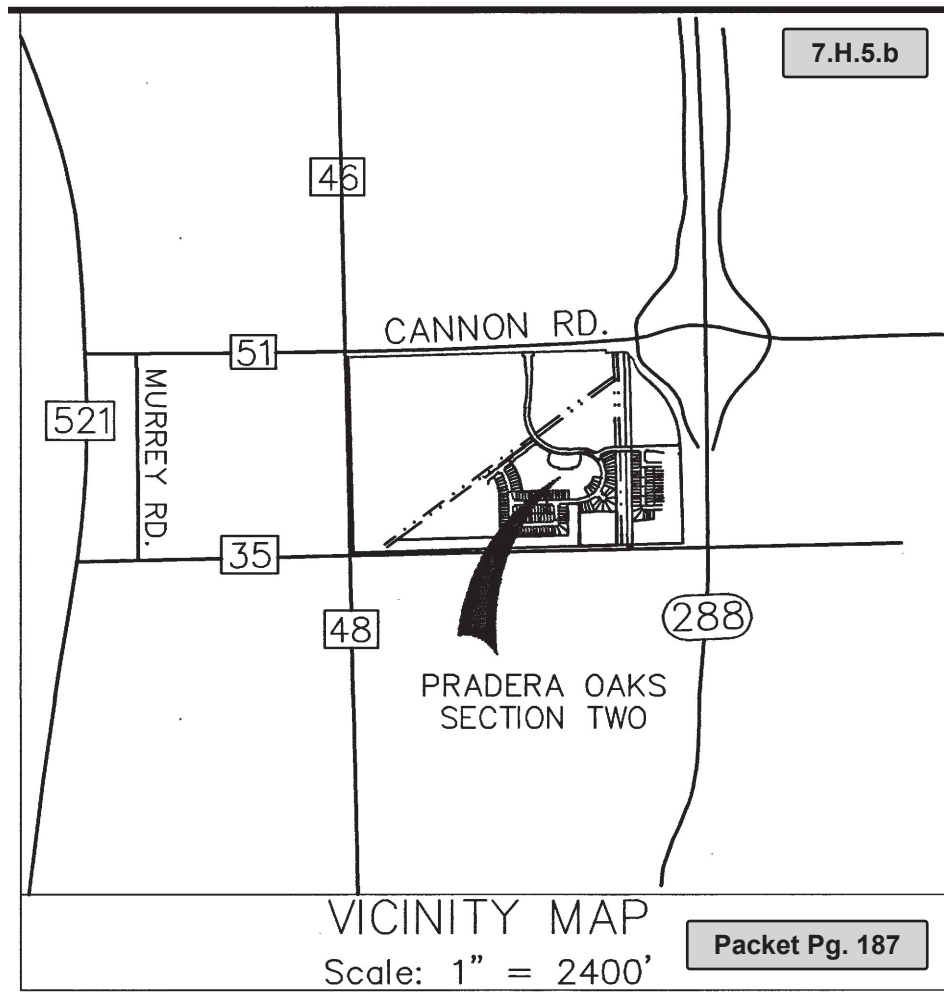 7.H.5.b
46
CANNON RD.
51
521
MURREY RD.
35
48
288
PRADERA OAKS
SECTION TWO
VICINITY MAP
Scale: 1" = 2400'
Packet Pg. 187